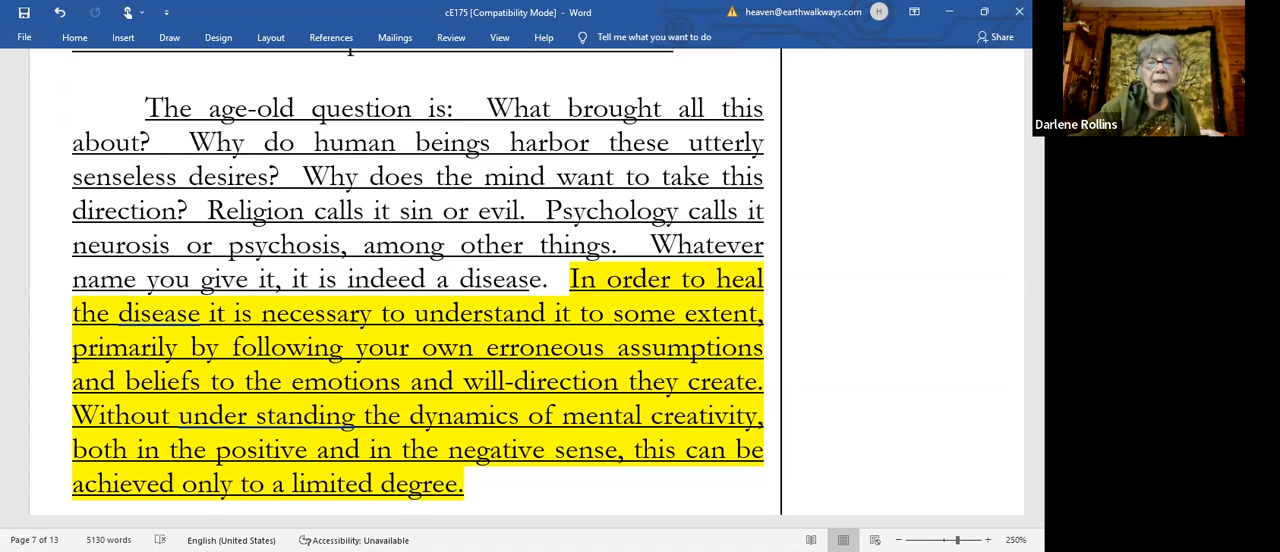 cE175 [Compatibility Mode] - Word
heaven@earthwalkways.com
H
File Home Insert Draw Design Layout References Mailings Review View Help Tell me what you want to do Share
The age-old question is: What brought all this
about? Why do human beings harbor these utterly
senseless desires? Why does the mind want to take this
direction? Religion calls it sin or evil. Psychology calls it
neurosis or psychosis, among other things. Whatever
name you give it, it is indeed a disease. In order to heal
the disease it is necessary to understand it to some extent,
primarily by following your own erroneous assumptions
and beliefs to the emotions and will-direction they create.
Without under standing the dynamics of mental creativity,
both in the positive and in the negative sense, this can be
achieved only to a limited degree.
Darlene Rollins
Page 7 of 13 5130 words English (United States) Accessibility: Unavailable 250%